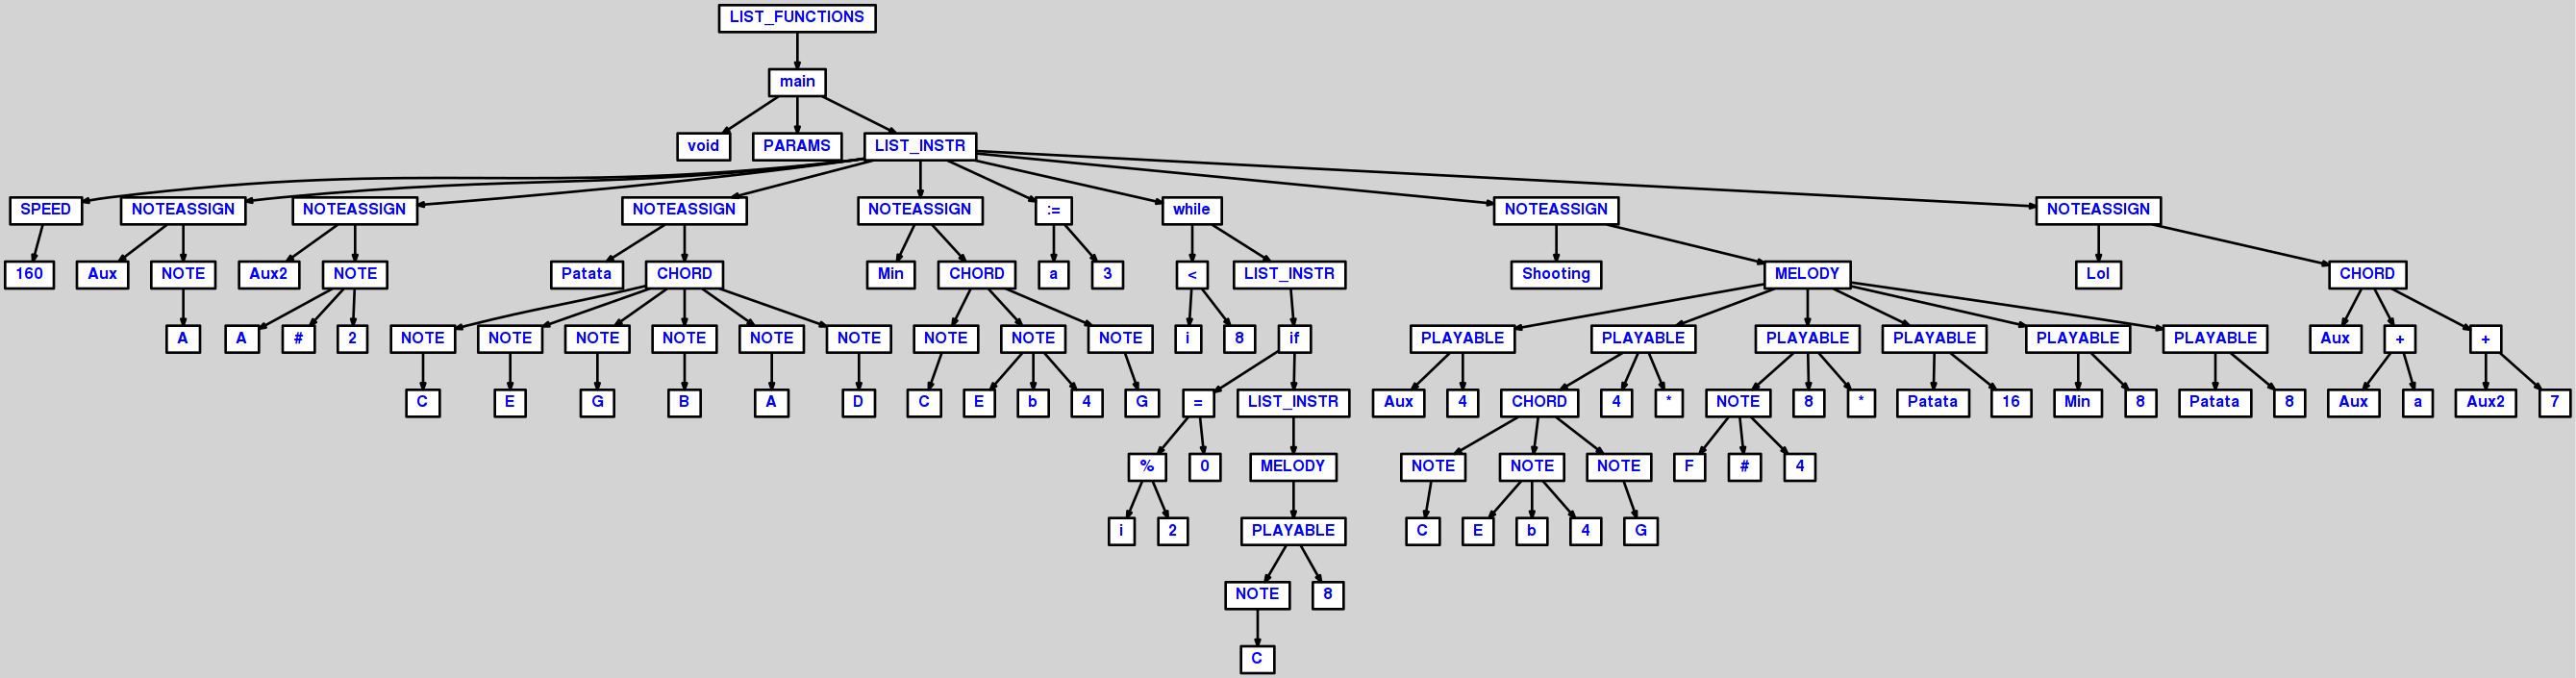 LIST_FUNCTIONS
main
void PARAMS LIST_INSTR
SPEED NOTEASSIGN NOTEASSIGN NOTEASSIGN NOTEASSIGN := while NOTEASSIGN NOTEASSIGN
160 Aux NOTE Aux2 NOTE Patata CHORD Min CHORD a 3 < LIST_INSTR Shooting MELODY Lol CHORD
A A # 2 NOTE NOTE NOTE NOTE NOTE NOTE NOTE NOTE NOTE i 8 if PLAYABLE PLAYABLE PLAYABLE PLAYABLE PLAYABLE PLAYABLE Aux + +
C E G B A D C E b 4 G = LIST_INSTR Aux 4 CHORD 4 * NOTE 8 * Patata 16 Min 8 Patata 8 Aux a Aux2 7
% 0 MELODY NOTE NOTE NOTE F # 4
i 2 PLAYABLE C E b 4 G
NOTE 8
C